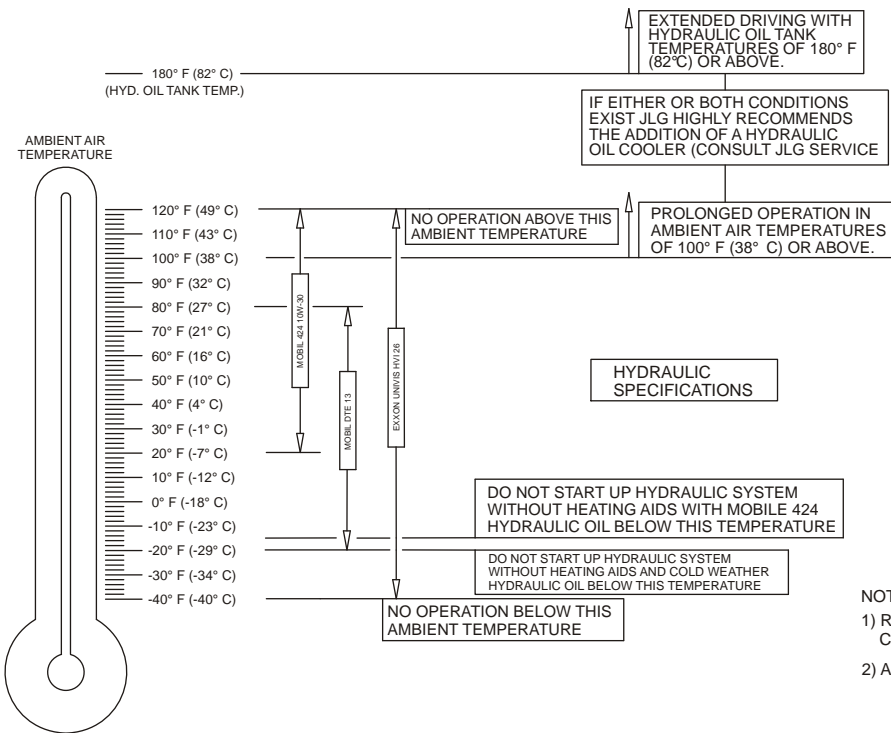 EXTENDED DRIVING WITH
HYDRAULIC OIL TANK
TEMPERATURES OF 180° F
(82°C) OR ABOVE.
180° F (82° C)
(HYD. OIL TANK TEMP.)
IF EITHER OR BOTH CONDITIONS
EXIST JLG HIGHLY RECOMMENDS
THE ADDITION OF A HYDRAULIC
OIL COOLER (CONSULT JLG SERVICE
AMBIENT AIR
TEMPERATURE
120° F (49° C)
110° F (43° C)
100° F (38° C)
90° F (32° C)
80° F (27° C)
70° F (21° C)
60° F (16° C)
50° F (10° C)
40° F (4° C)
30° F (-1° C)
20° F (-7° C)
10° F (-12° C)
0° F (-18° C)
-10° F (-23° C)
-20° F (-29° C)
-30° F (-34° C)
-40° F (-40° C)
MOBIL 424 10W-30
MOBIL DTE 13
EXXON UNIVIS HVI 26
NO OPERATION ABOVE THIS
AMBIENT TEMPERATURE
PROLONGED OPERATION IN
AMBIENT AIR TEMPERATURES
OF 100° F (38° C) OR ABOVE.
HYDRAULIC
SPECIFICATIONS
DO NOT START UP HYDRAULIC SYSTEM
WITHOUT HEATING AIDS WITH MOBILE 424
HYDRAULIC OIL BELOW THIS TEMPERATURE
DO NOT START UP HYDRAULIC SYSTEM
WITHOUT HEATING AIDS AND COLD WEATHER
HYDRAULIC OIL BELOW THIS TEMPERATURE
NO OPERATION BELOW THIS
AMBIENT TEMPERATURE
NOT
1) R
C
2) A